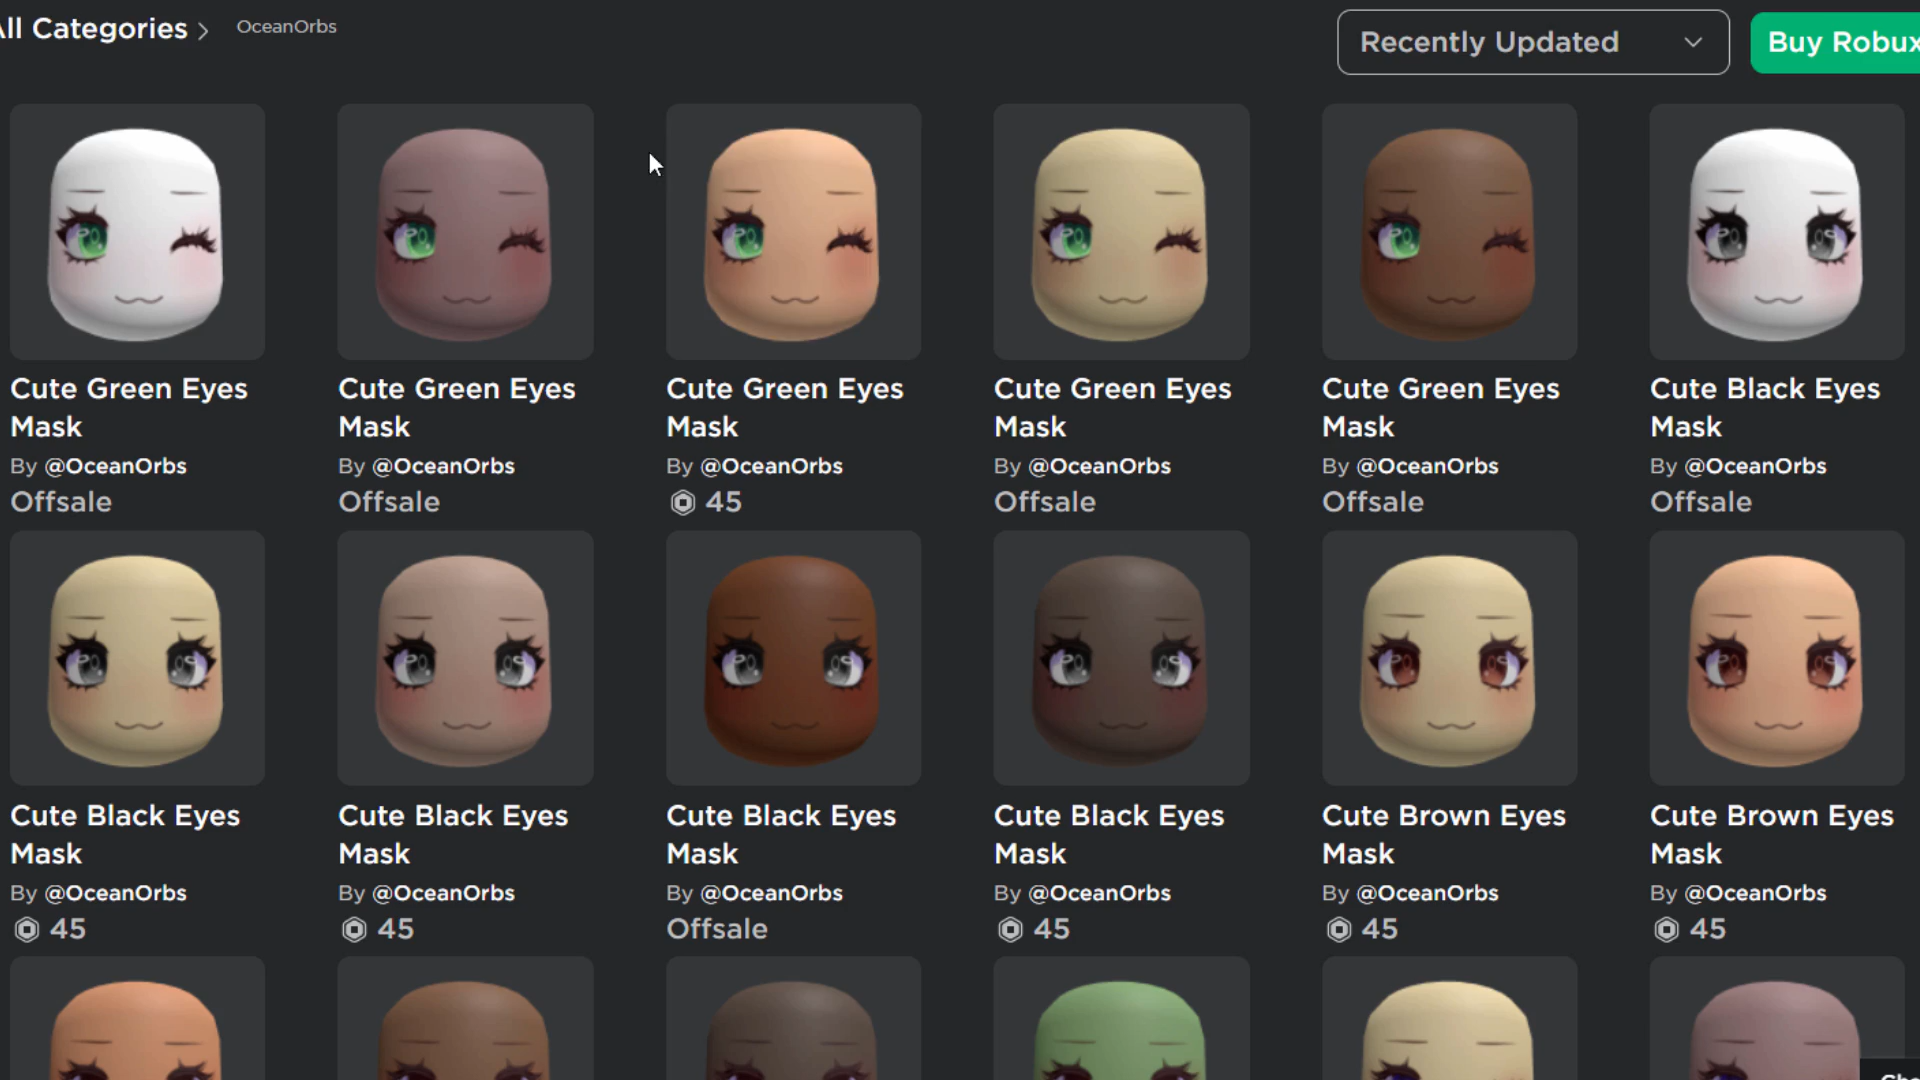 All Categories > OceanOrbs
Recently Updated
Buy Robux
Cute Green Eyes
Mask
By @OceanOrbs
Offsale
Cute Green Eyes
Mask
By @OceanOrbs
Offsale
Cute Green Eyes
Mask
By @OceanOrbs
45
Cute Green Eyes
Mask
By @OceanOrbs
Offsale
Cute Green Eyes
Mask
By @OceanOrbs
Offsale
Cute Black Eyes
Mask
By @OceanOrbs
Offsale
Cute Black Eyes
Mask
By @OceanOrbs
45
Cute Black Eyes
Mask
By @OceanOrbs
45
Cute Black Eyes
Mask
By @OceanOrbs
Offsale
Cute Black Eyes
Mask
By @OceanOrbs
45
Cute Brown Eyes
Mask
By @OceanOrbs
45
Cute Brown Eyes
Mask
By @OceanOrbs
45